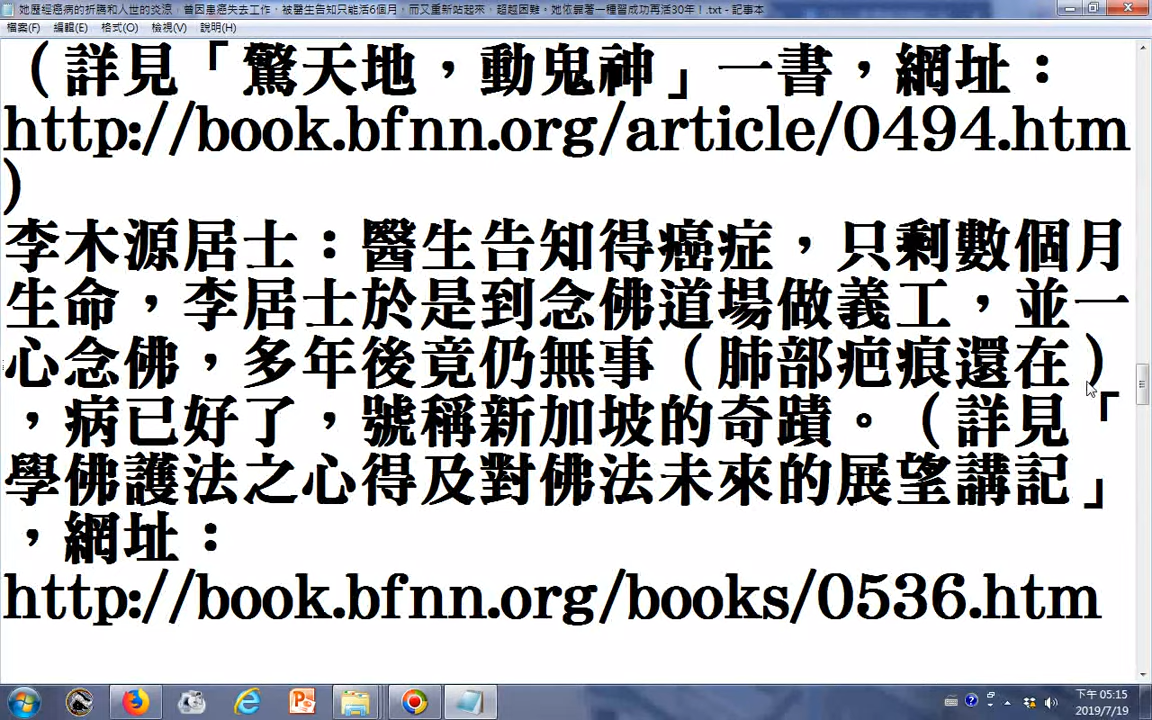 她歷經癌病的折騰和人世的炎涼，曾因重癌失去工作，被醫生告知只能活6個月，而又重新站起來，超越困難。她依靠著一種習成功再活30年！.txt - 記事本
檔案(F) 編輯(E) 格式(O) 檢視(V) 說明(H)
（詳見「驚天地，動鬼神」一書，網址：
http://book.bfnn.org/article/0494.htm
)
李木源居士：醫生告知得癌症，只剩數個月
生命，李居士於是到念佛道場做義工，並一
心念佛，多年後竟仍無事（肺部疤痕還在）
，病已好了，號稱新加坡的奇蹟。（詳見「
學佛護法之心得及對佛法未來的展望講記」
，網址：
http://book.bfnn.org/books/0536.htm
下午 05:15
2019/7/19